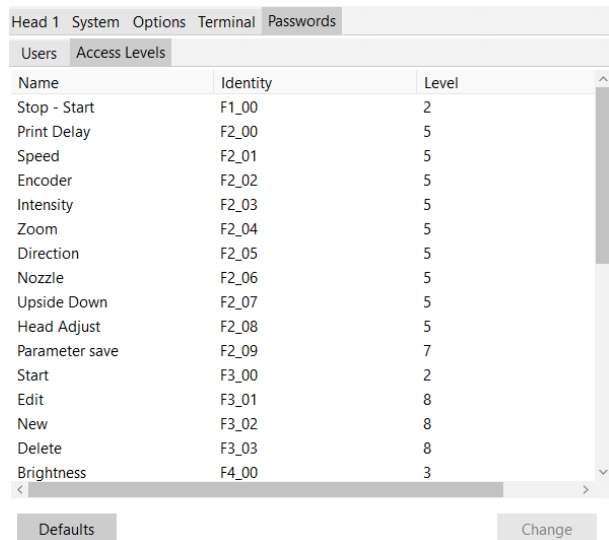 Head 1 System Options Terminal Passwords
Users Access Levels
Name Identity Level
Stop - Start F1_00 2
Print Delay F2_00 5
Speed F2_01 5
Encoder F2_02 5
Intensity F2_03 5
Zoom F2_04 5
Direction F2_05 5
Nozzle F2_06 5
Upside Down F2_07 5
Head Adjust F2_08 5
Parameter save F2_09 7
Start F3_00 2
Edit F3_01 8
New F3_02 8
Delete F3_03 8
Brightness F4_00 3
Defaults Change